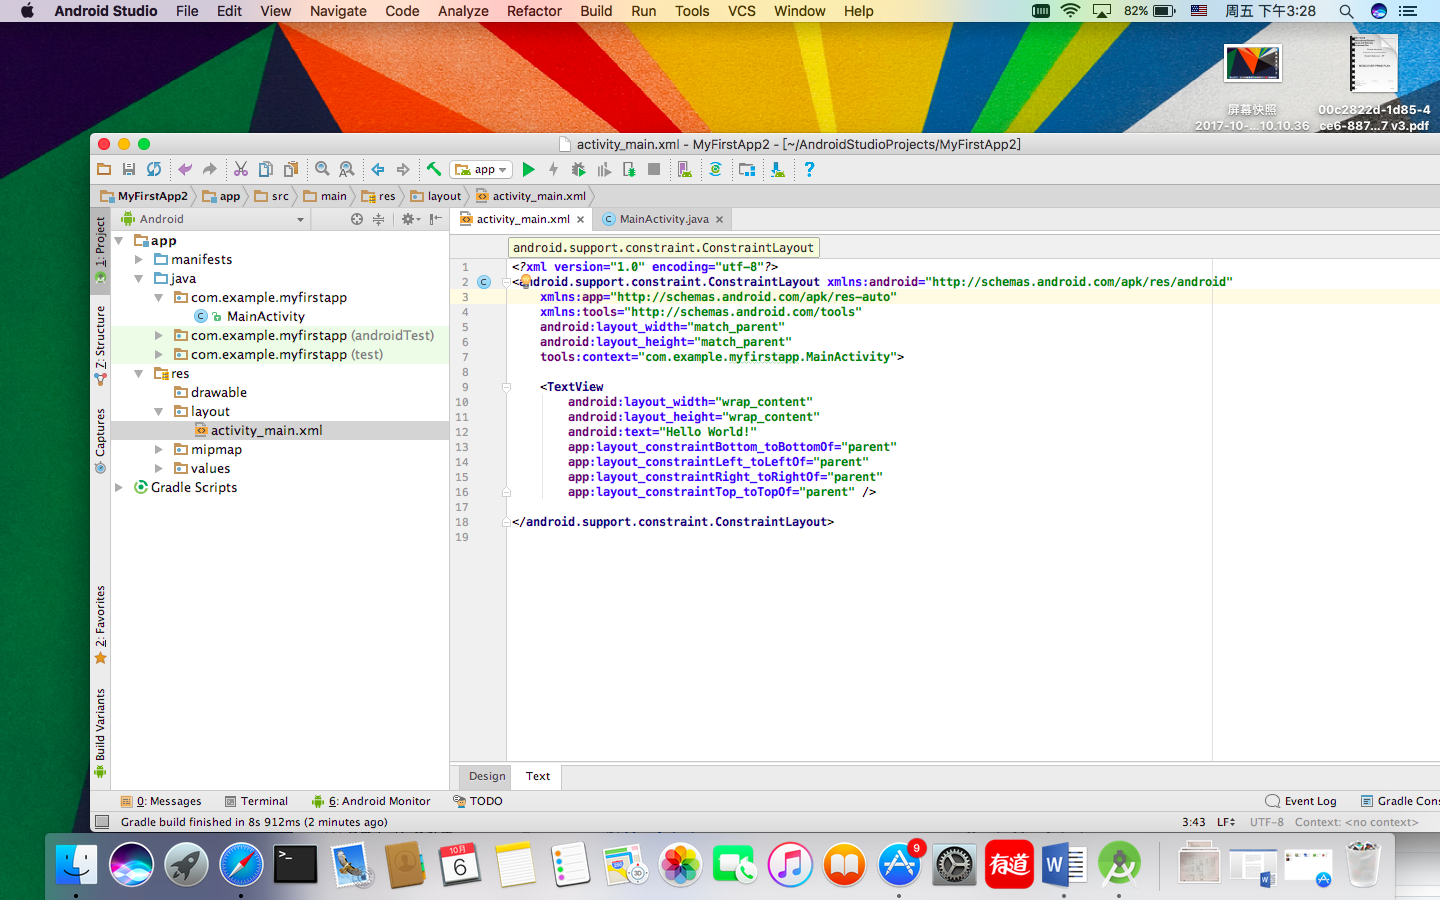 Android Studio File Edit View Navigate Code Analyze Refactor Build Run Tools VCS Window Help 82% 周五 下午3:28
屏幕快照
2017-10-...10.10.36
00c2822d-1d85-4
ce6-887...7 v3.pdf
activity_main.xml - MyFirstApp2 - [~/AndroidStudioProjects/MyFirstApp2]
app
MyFirstApp2 app src main res layout activity_main.xml
Android
activity_main.xml MainActivity.java
android.support.constraint.ConstraintLayout
1: Project
7: Structure
Captures
2: Favorites
Build Variants
app
manifests
java
com.example.myfirstapp
MainActivity
com.example.myfirstapp (androidTest)
com.example.myfirstapp (test)
res
drawable
layout
activity_main.xml
mipmap
values
Gradle Scripts
1 <?xml version="1.0" encoding="utf-8"?>
2 <android.support.constraint.ConstraintLayout xmlns:android="http://schemas.android.com/apk/res/android"
3 xmlns:app="http://schemas.android.com/apk/res-auto"
4 xmlns:tools="http://schemas.android.com/tools"
5 android:layout_width="match_parent"
6 android:layout_height="match_parent"
7 tools:context="com.example.myfirstapp.MainActivity">
8
9 <TextView
10 android:layout_width="wrap_content"
11 android:layout_height="wrap_content"
12 android:text="Hello World!"
13 app:layout_constraintBottom_toBottomOf="parent"
14 app:layout_constraintLeft_toLeftOf="parent"
15 app:layout_constraintRight_toRightOf="parent"
16 app:layout_constraintTop_toTopOf="parent" />
17
18 </android.support.constraint.ConstraintLayout>
19
Design Text
0: Messages Terminal 6: Android Monitor TODO Event Log Gradle Cons
Gradle build finished in 8s 912ms (2 minutes ago) 3:43 LF UTF-8 Context: <no context>
10月
6
3D
9
有道
W